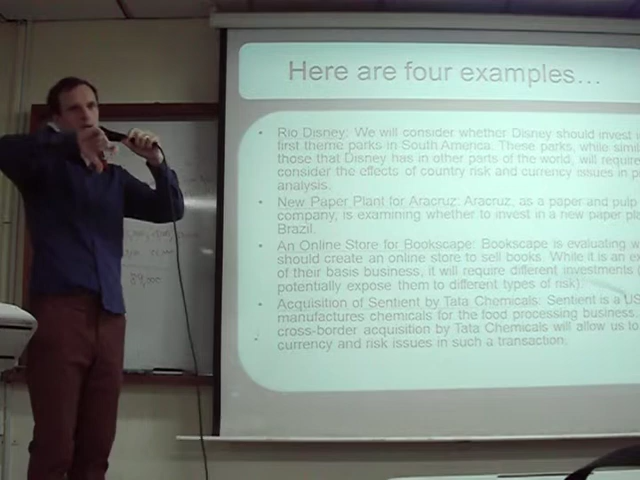 Here are four examples…
• Rio Disney: We will consider whether Disney should invest
first theme parks in South America. These parks, while
those that Disney has in other parts of the world, will
consider the effects of country risk and currency issues in
analysis.
• New Paper Plant for Aracruz: Aracruz, as a paper and pulp
company, is examining whether to invest in a new paper
Brazil.
• An Online Store for Bookscape: Bookscape is evaluating
should create an online store to sell books. While it is an
of their basis business, it will require different investments
potentially expose them to different types of risk).
• Acquisition of Sentient by Tata Chemicals: Sentient is a US
manufactures chemicals for the food processing business.
cross-border acquisition by Tata Chemicals will allow us
currency and risk issues in such a transaction.